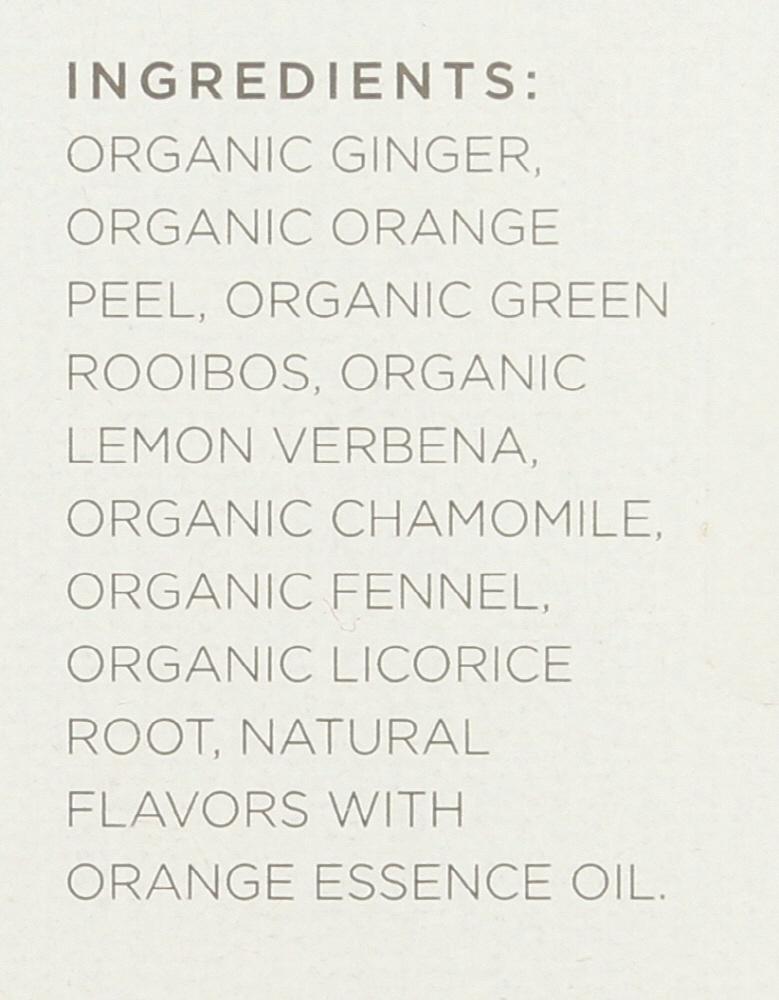 INGREDIENTS:
ORGANIC GINGER,
ORGANIC ORANGE
PEEL, ORGANIC GREEN
ROOIBOS, ORGANIC
LEMON VERBENA,
ORGANIC CHAMOMILE,
ORGANIC FENNEL,
ORGANIC LICORICE
ROOT, NATURAL
FLAVORS WITH
ORANGE ESSENCE OIL.